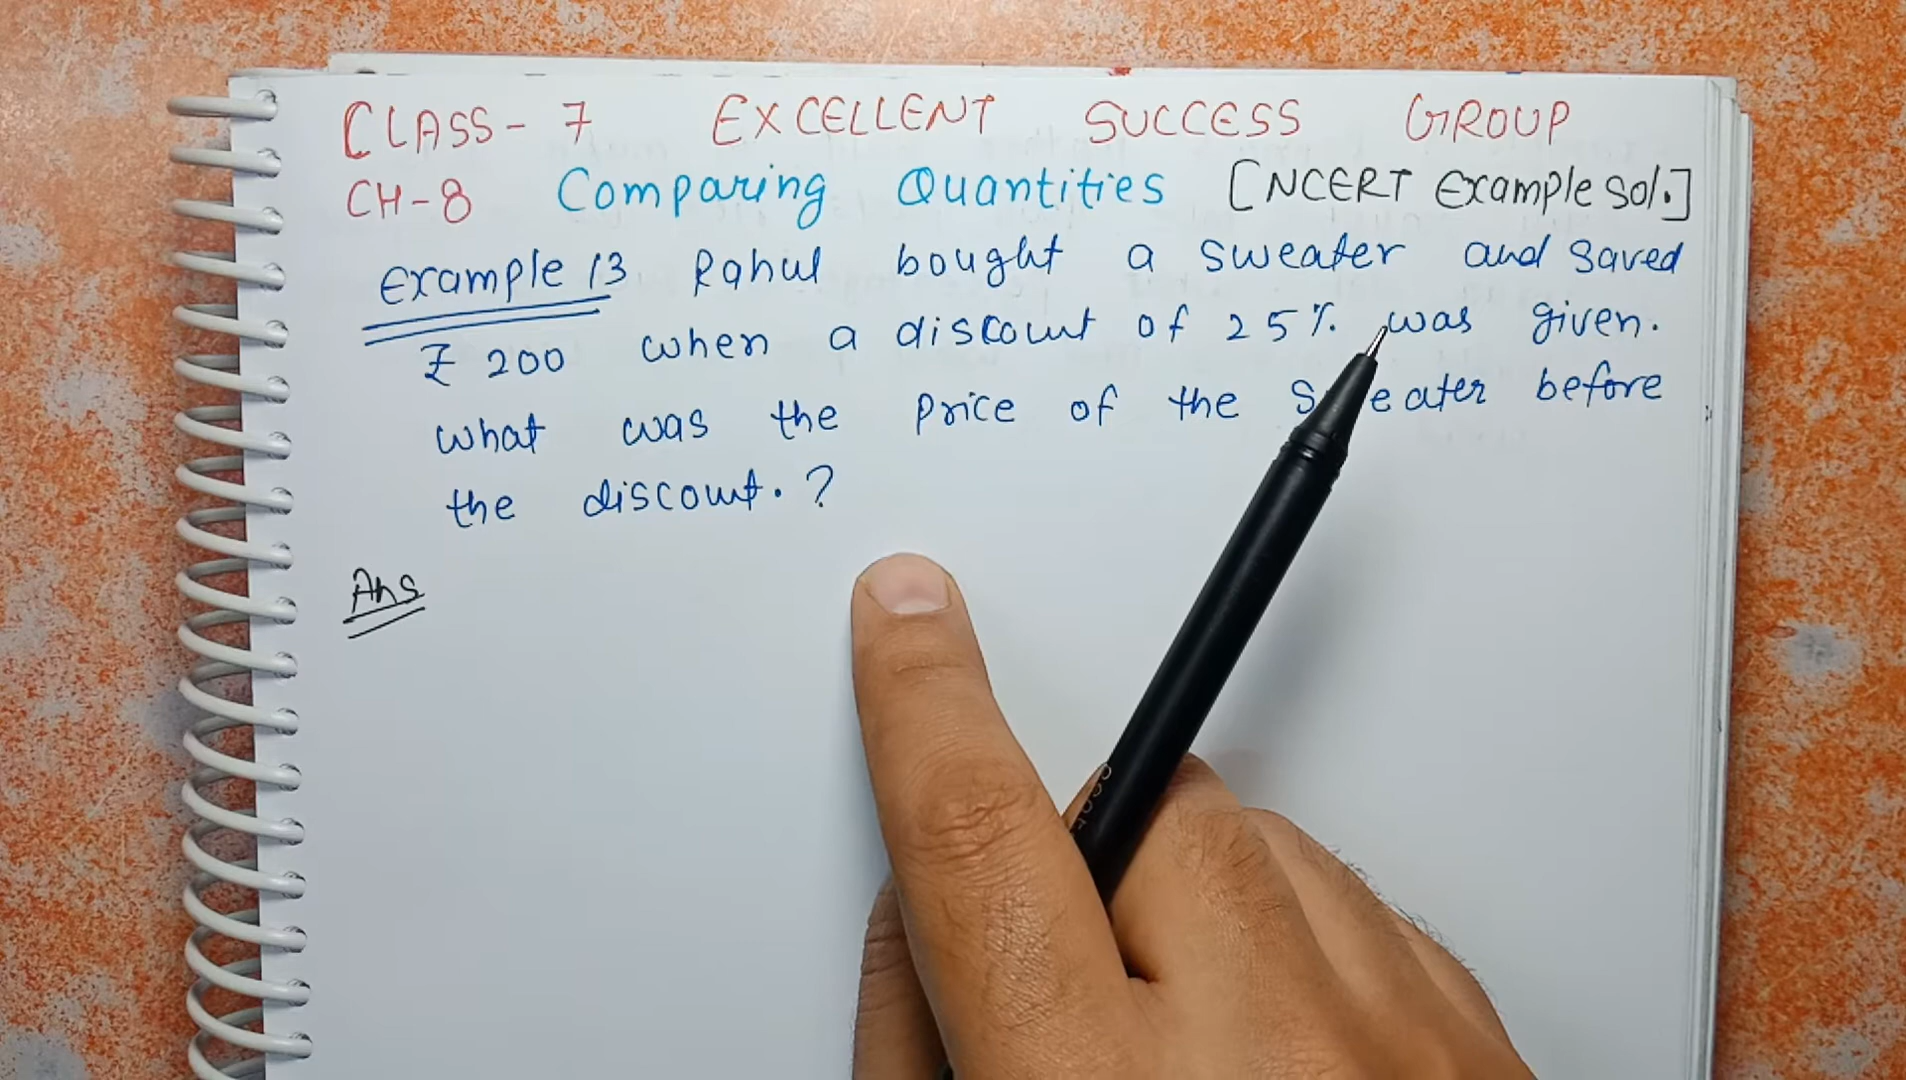 CLASS - 7 EXCELLENT SUCCESS GROUP
CH-8 Comparing Quantities [NCERT Example Sol.]
Example 13 Rahul bought a sweater and saved
₹ 200 when a discount of 25% was given.
what was the price of the s eater before
the discount. ?
Ans